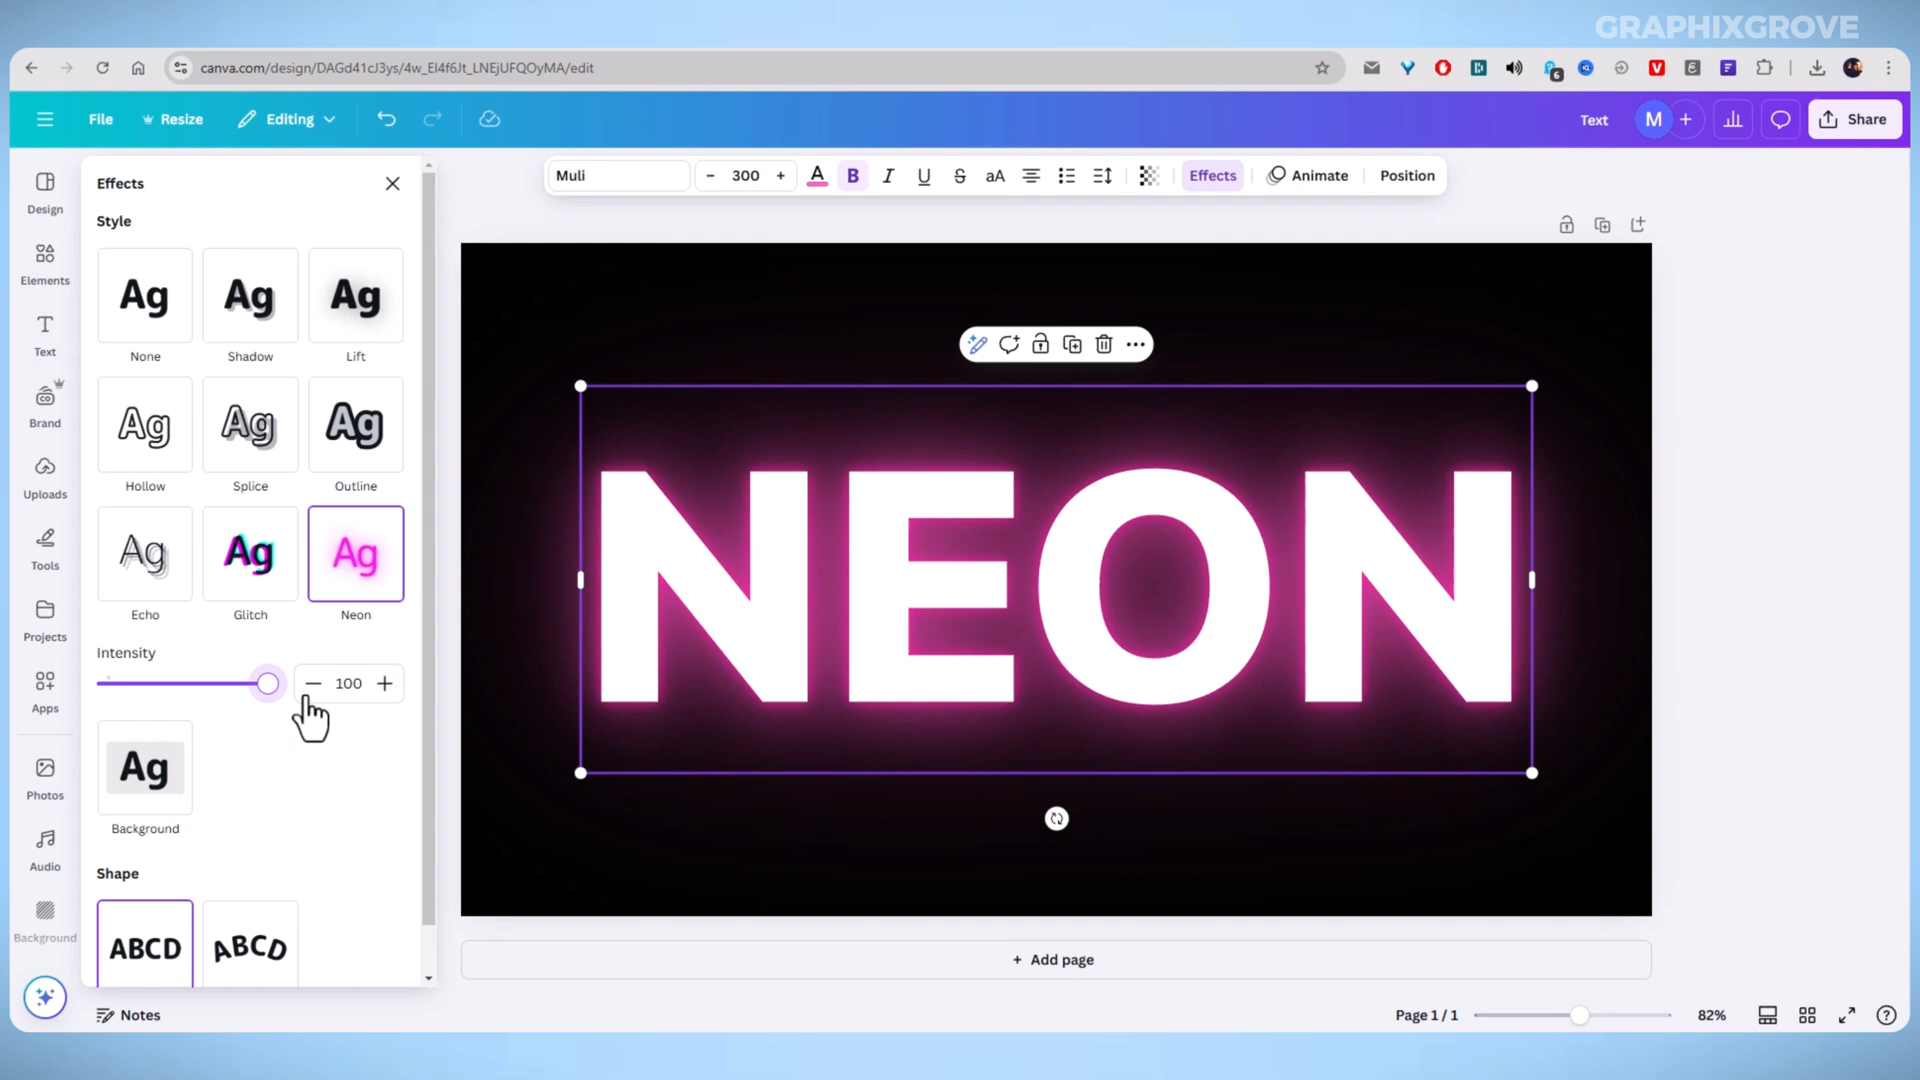 GRAPHIXGROVE
canva.com/design/DAGd41cJ3ys/4w_El4f6Jt_LNEjUFQOyMA/edit
6
File Resize Editing
Text M + Share
Muli - 300 + A B I U S aA Effects Animate Position
Design
Elements
Text
Brand
Uploads
Tools
Projects
Apps
Photos
Audio
Background
Effects
Style
Ag Ag Ag
None Shadow Lift
Ag Ag Ag
Hollow Splice Outline
Ag Ag Ag
Echo Glitch Neon
Intensity
100
Ag
Background
Shape
ABCD ABCD
NEON
+ Add page
Notes
Page 1 / 1 82%